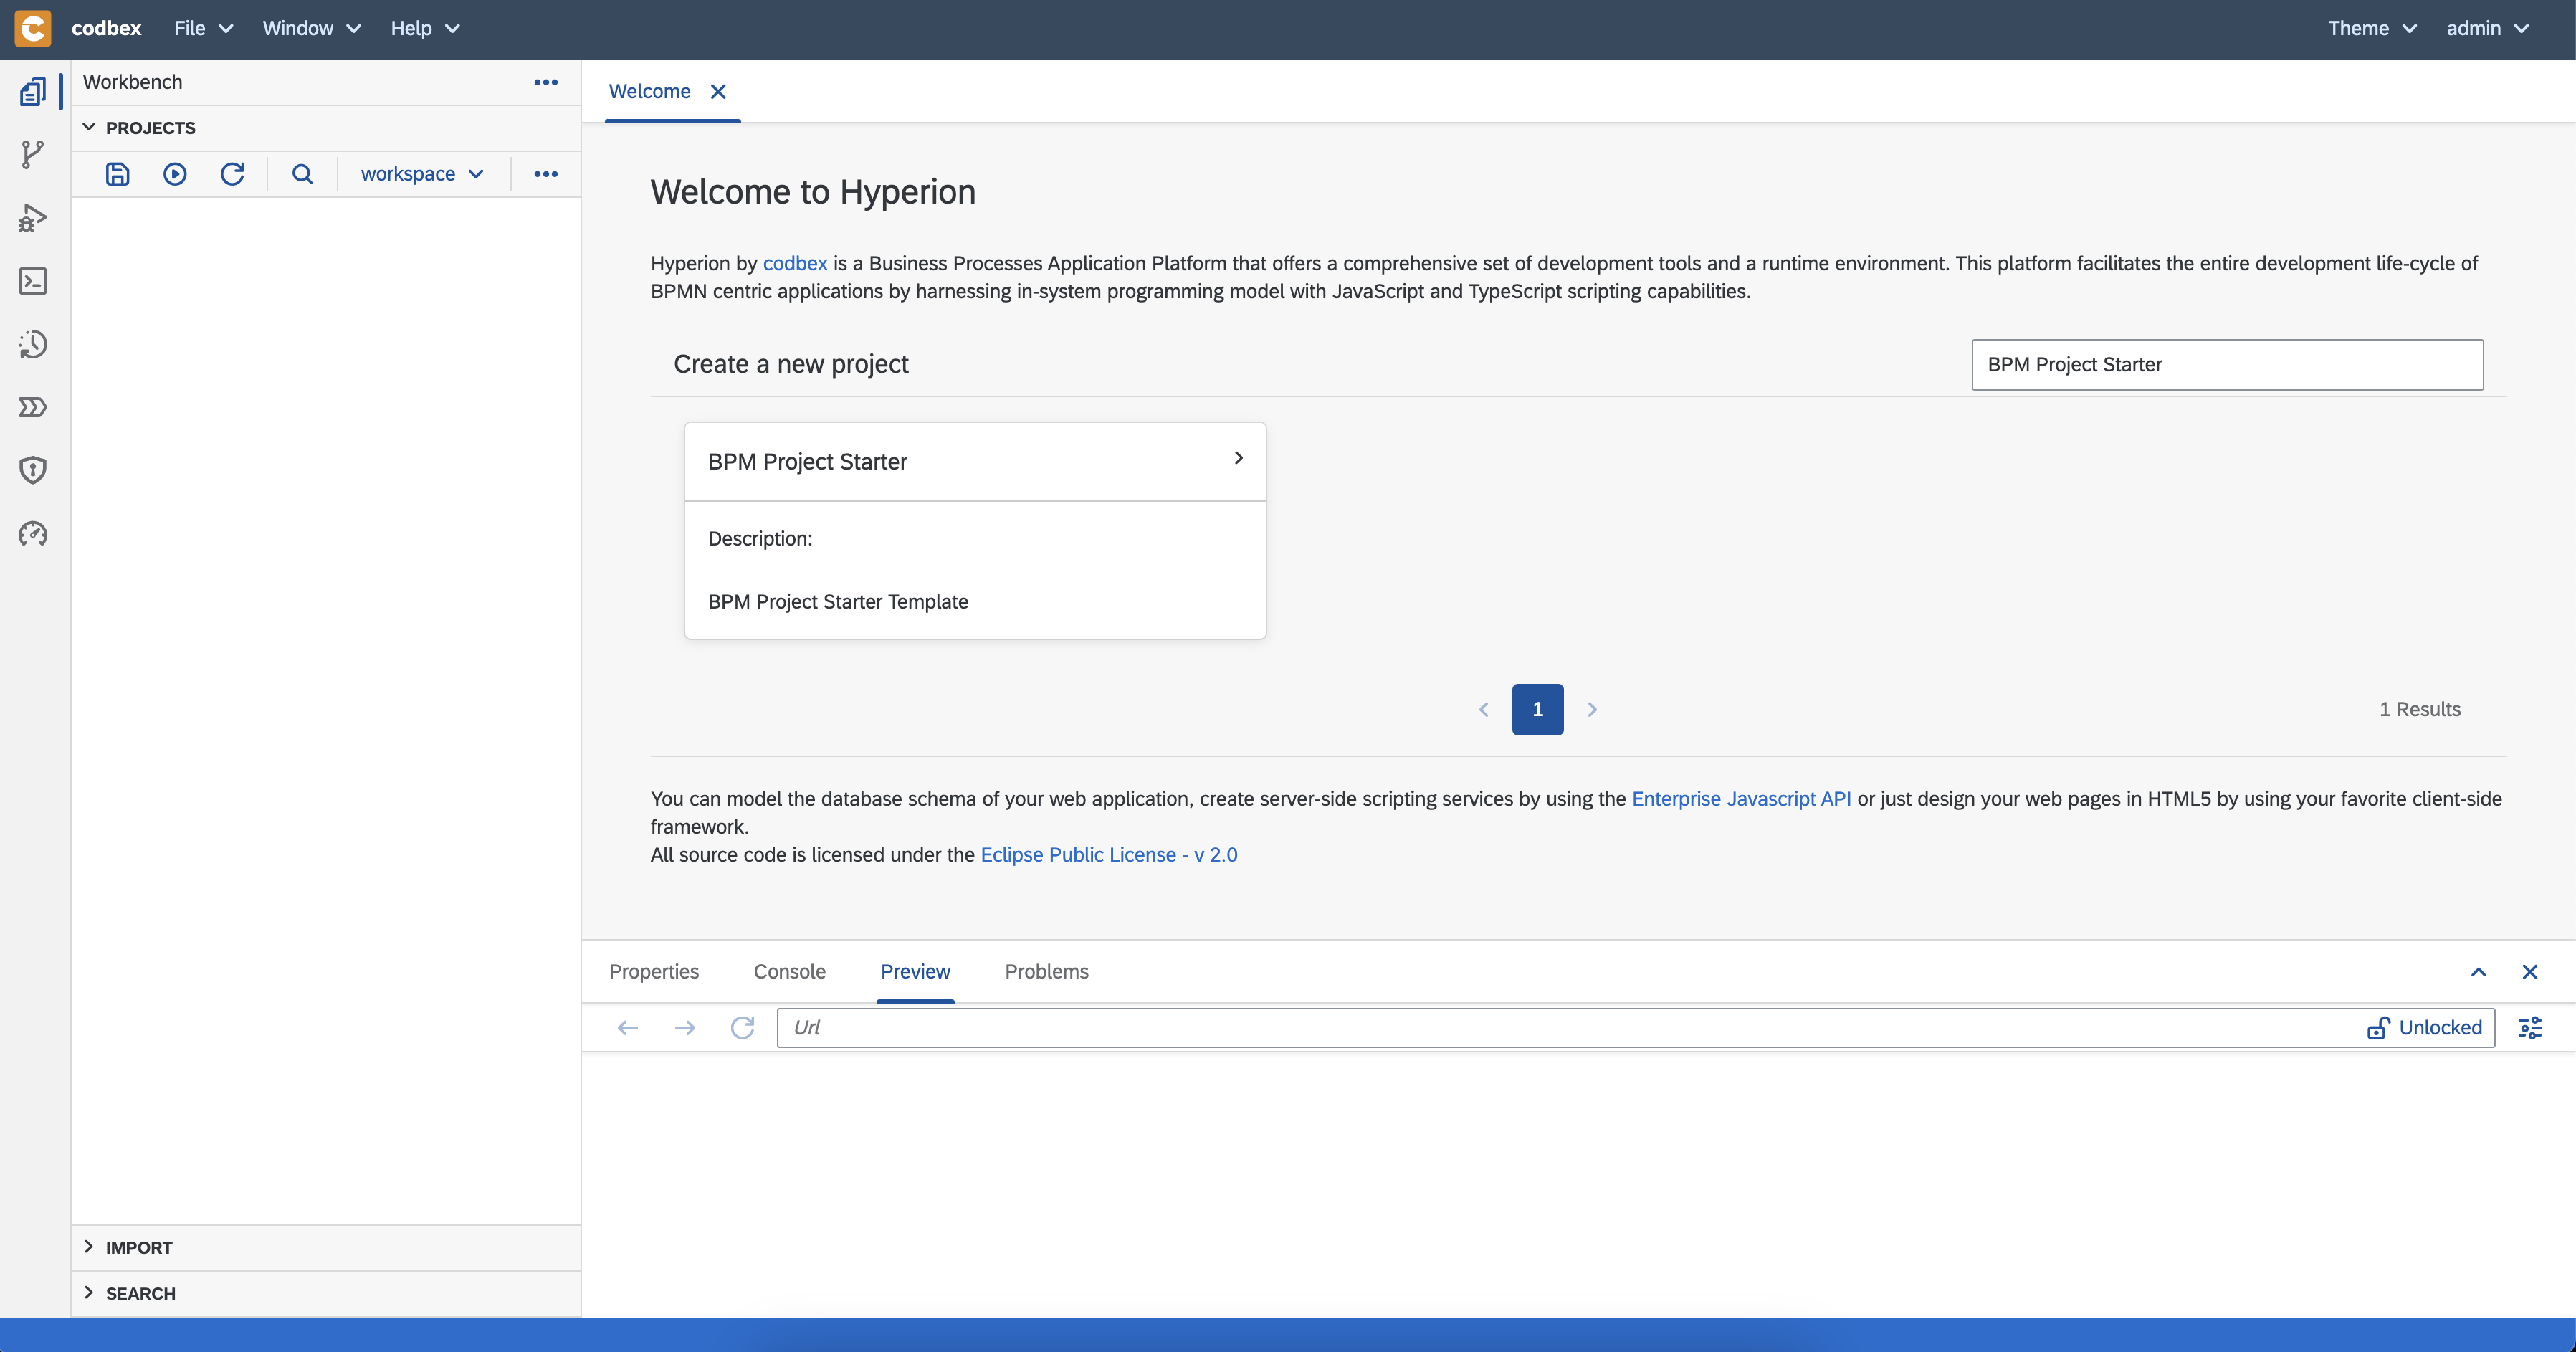 codbex File Window Help Theme admin
Workbench
PROJECTS
workspace
IMPORT
SEARCH
Welcome
Welcome to Hyperion
Hyperion by codbex is a Business Processes Application Platform that offers a comprehensive set of development tools and a runtime environment. This platform facilitates the entire development life-cycle of
BPMN centric applications by harnessing in-system programming model with JavaScript and TypeScript scripting capabilities.
Create a new project
BPM Project Starter
BPM Project Starter
Description:
BPM Project Starter Template
1
1 Results
You can model the database schema of your web application, create server-side scripting services by using the Enterprise Javascript API or just design your web pages in HTML5 by using your favorite client-side
framework.
All source code is licensed under the Eclipse Public License - v 2.0
Properties Console Preview Problems
Url
Unlocked